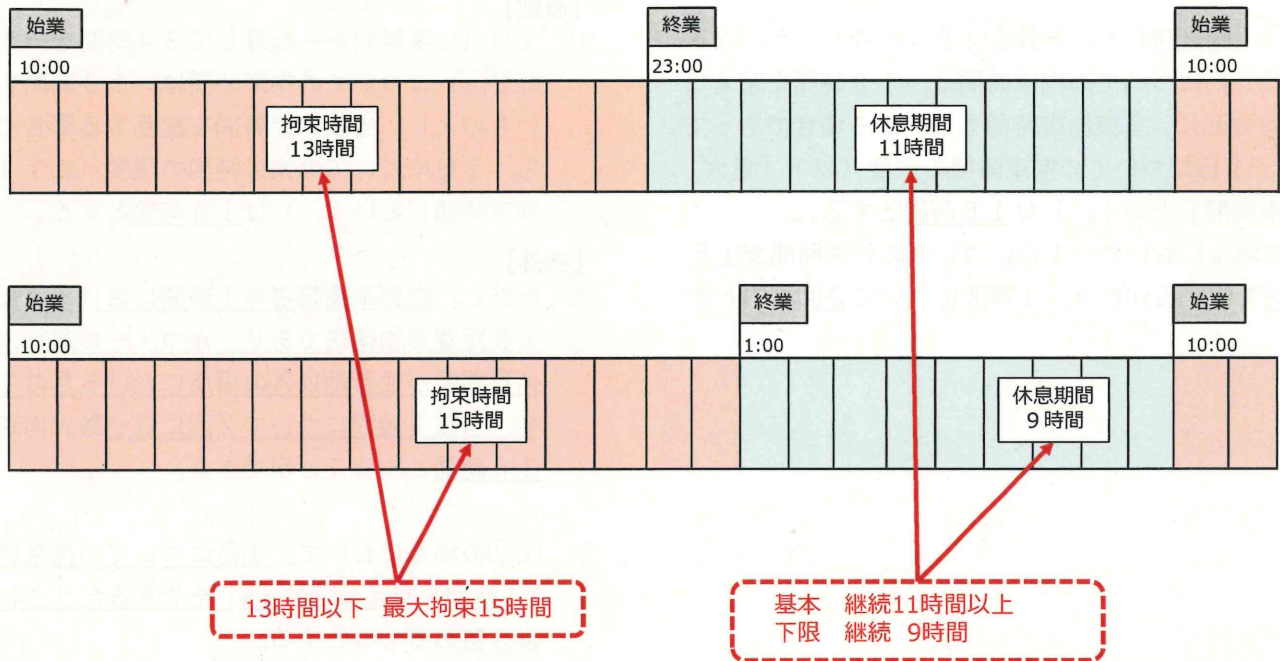 始業
終業
始業
10:00
23:00
10:00
拘束時間
13時間
休息期間
11時間
始業
終業
始業
10:00
1:00
10:00
拘束時間
15時間
休息期間
9時間
13時間以下 最大拘束15時間
基本 継続11時間以上
下限 継続 9時間